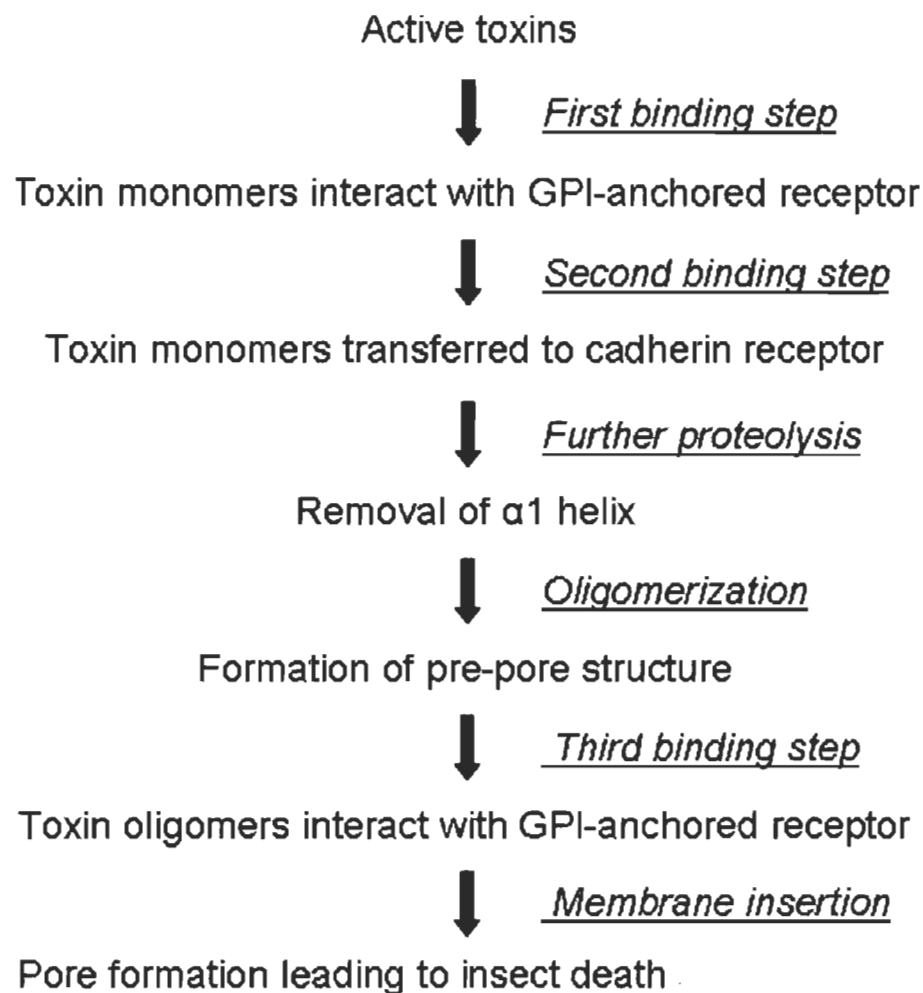 Active toxins
First binding step
Toxin monomers interact with GPI-anchored receptor
Second binding step
Toxin monomers transferred to cadherin receptor
Further proteolysis
Removal of α1 helix
Oligomerization
Formation of pre-pore structure
Third binding step
Toxin oligomers interact with GPI-anchored receptor
Membrane insertion
Pore formation leading to insect death